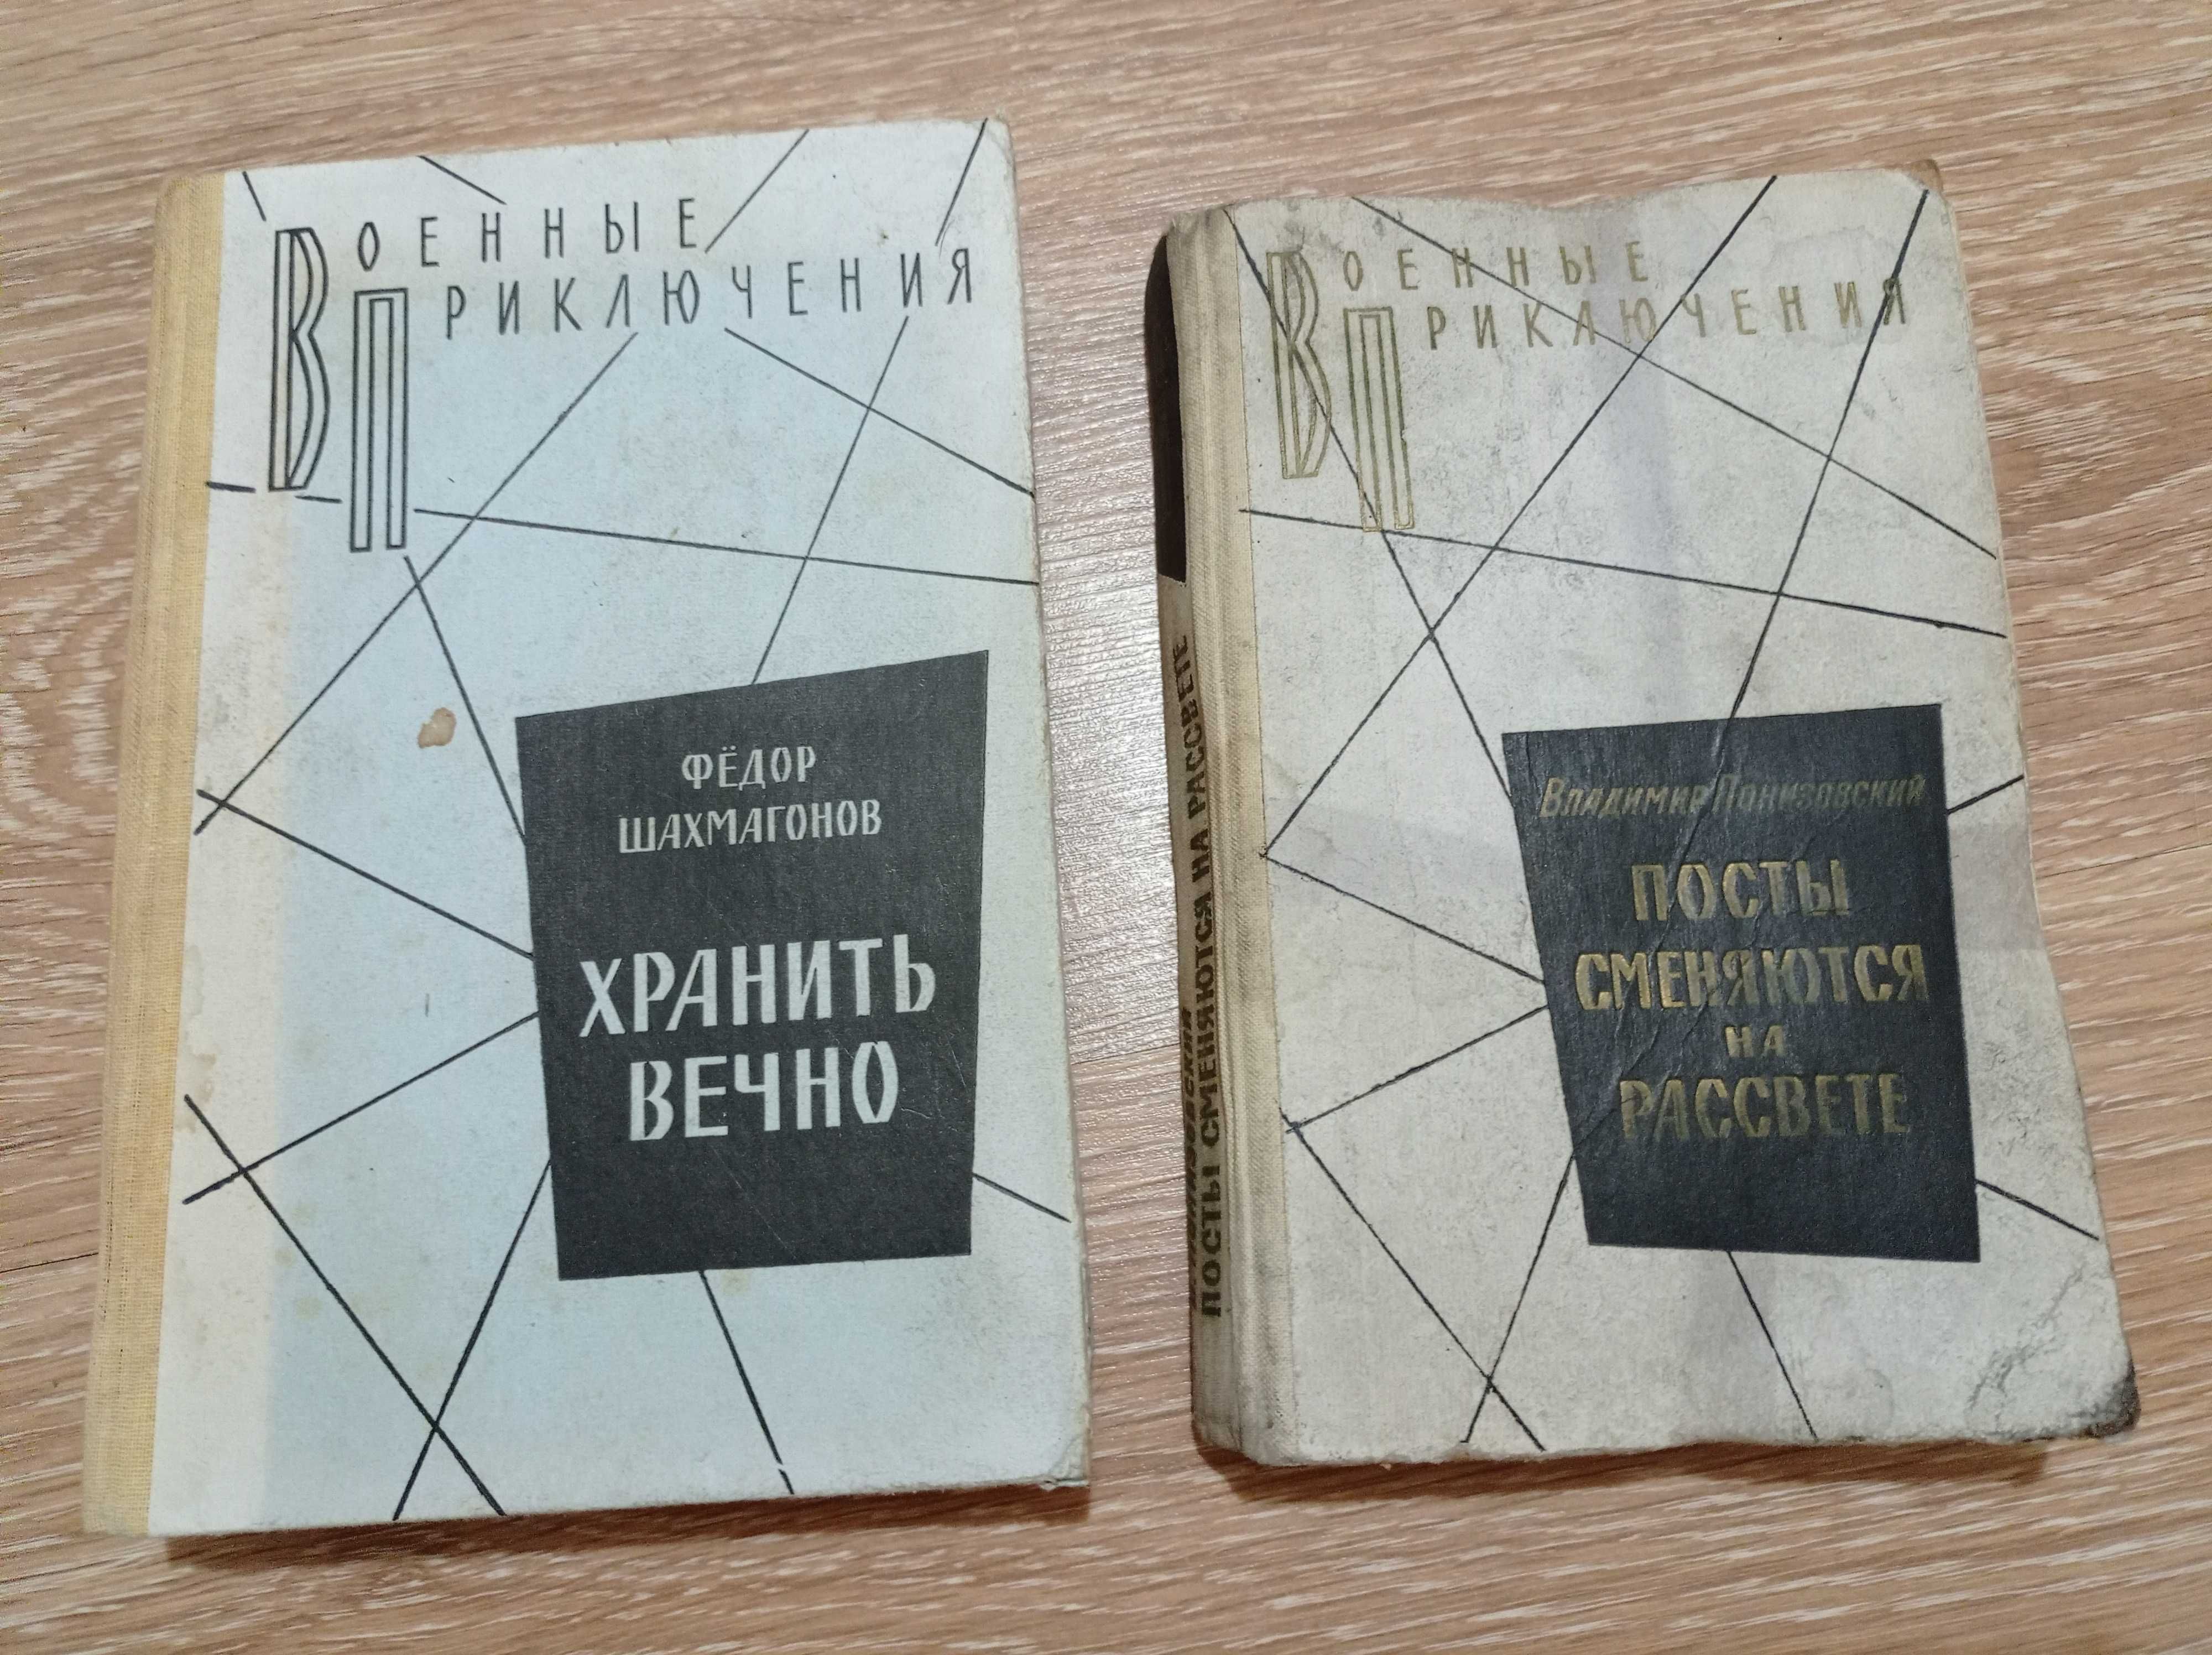 ВОЕННЫЕ
ПРИКЛЮЧЕНИЯ
ФЁДОР
ШАХМАГОНОВ
ХРАНИТЬ
ВЕЧНО
ВОЕННЫЕ
ПРИКЛЮЧЕНИЯ
Владимир Понизовский
ПОСТЫ
СМЕНЯЮТСЯ
НА
РАССВЕТЕ
ПОСТЫ СМЕНЯЮТСЯ НА РАССВЕТЕ